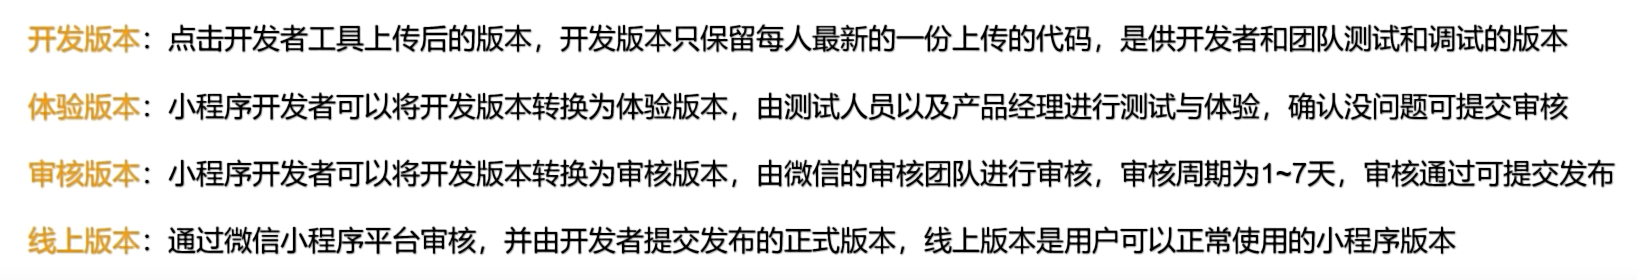 开发版本：点击开发者工具上传后的版本，开发版本只保留每人最新的一份上传的代码，是供开发者和团队测试和调试的版本
体验版本：小程序开发者可以将开发版本转换为体验版本，由测试人员以及产品经理进行测试与体验，确认没问题可提交审核
审核版本：小程序开发者可以将开发版本转换为审核版本，由微信的审核团队进行审核，审核周期为1~7天，审核通过可提交发布
线上版本：通过微信小程序平台审核，并由开发者提交发布的正式版本，线上版本是用户可以正常使用的小程序版本